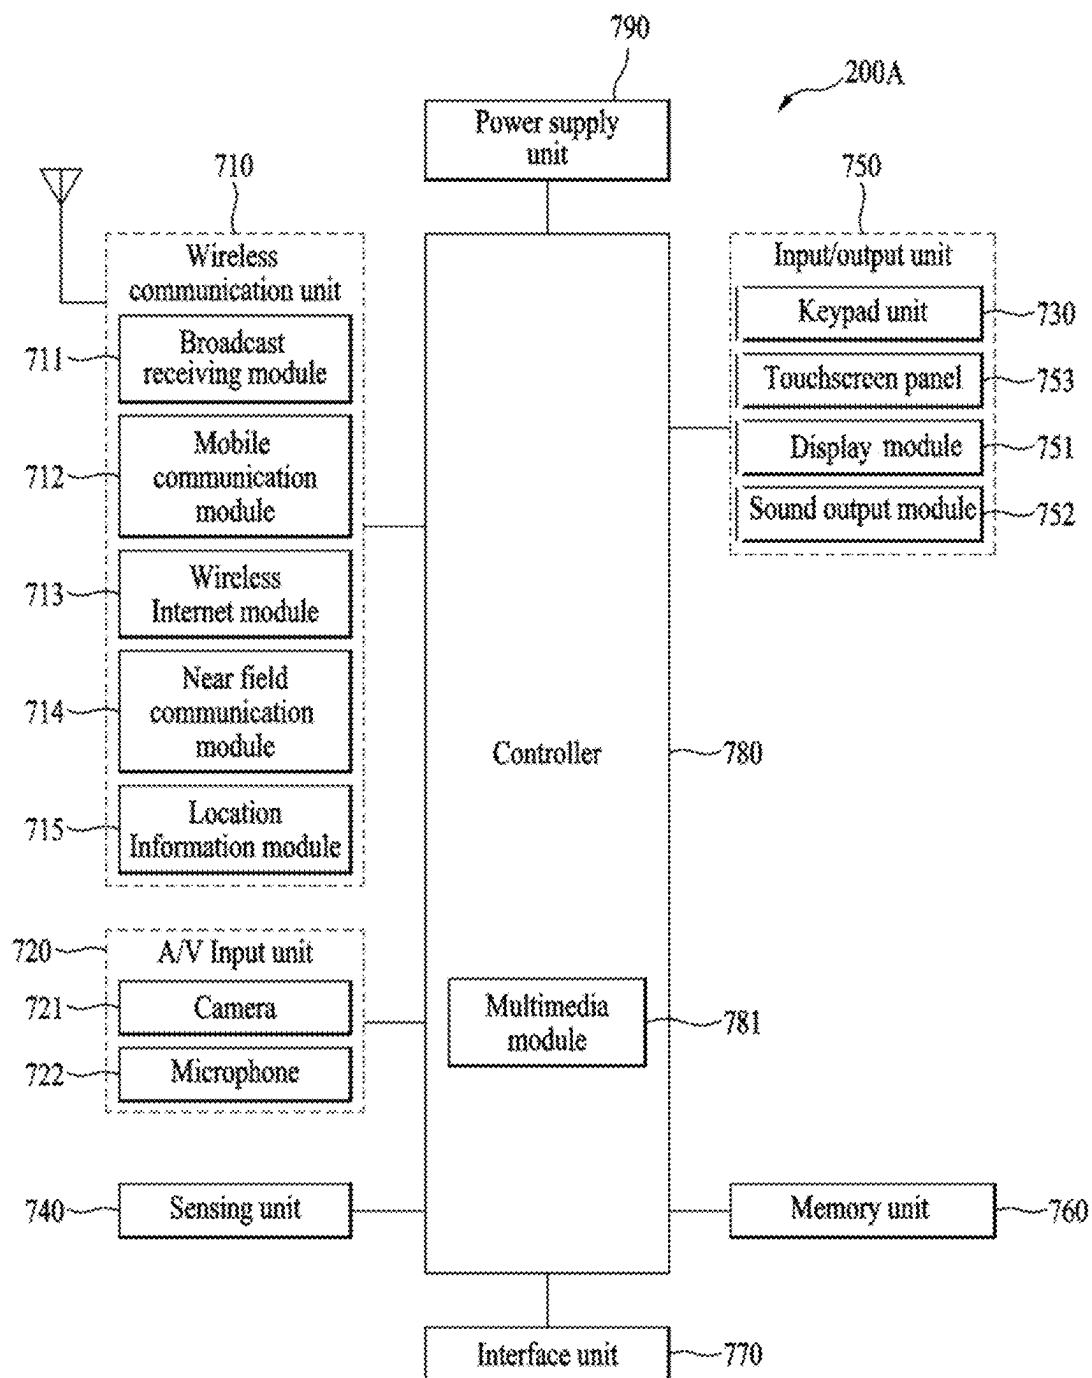 790
200A
Power supply
unit
710
750
Wireless
communication unit
Input/output unit
711
Broadcast
receiving module
Keypad unit
730
Touchscreen panel
753
712
Mobile
communication
module
Display module
751
Sound output module
752
713
Wireless
Internet module
714
Near field
communication
module
Controller
780
715
Location
Information module
720
A/V Input unit
721
Camera
Multimedia
module
781
722
Microphone
740
Sensing unit
Memory unit
760
Interface unit
770